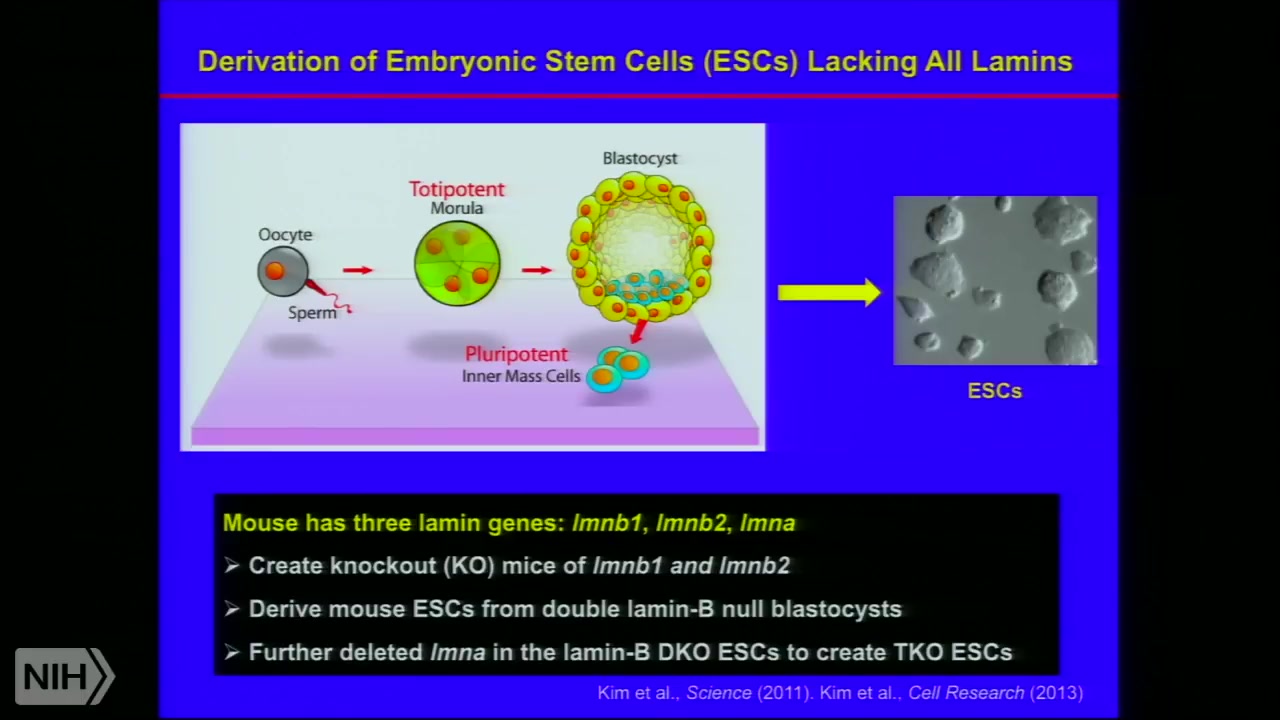 Derivation of Embryonic Stem Cells (ESCs) Lacking All Lamins
Blastocyst
Totipotent
Morula
Oocyte
Sperm
Pluripotent
Inner Mass Cells
ESCs
Mouse has three lamin genes: lmnb1, lmnb2, lmna
➢ Create knockout (KO) mice of lmnb1 and lmnb2
➢ Derive mouse ESCs from double lamin-B null blastocysts
➢ Further deleted lmna in the lamin-B DKO ESCs to create TKO ESCs
NIH
Kim et al., Science (2011). Kim et al., Cell Research (2013)